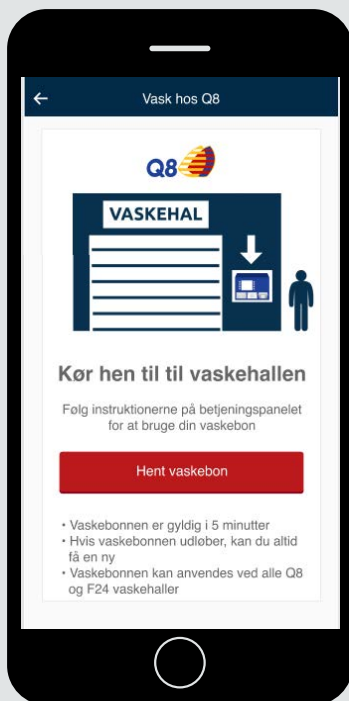 Vask hos Q8
Q8
VASKEHAL
Kør hen til til vaskehallen
Følg instruktionerne på betjeningspanelet
for at bruge din vaskebon
Hent vaskebon
• Vaskebonnen er gyldig i 5 minutter
• Hvis vaskebonnen udløber, kan du altid
få en ny
• Vaskebonnen kan anvendes ved alle Q8
og F24 vaskehaller